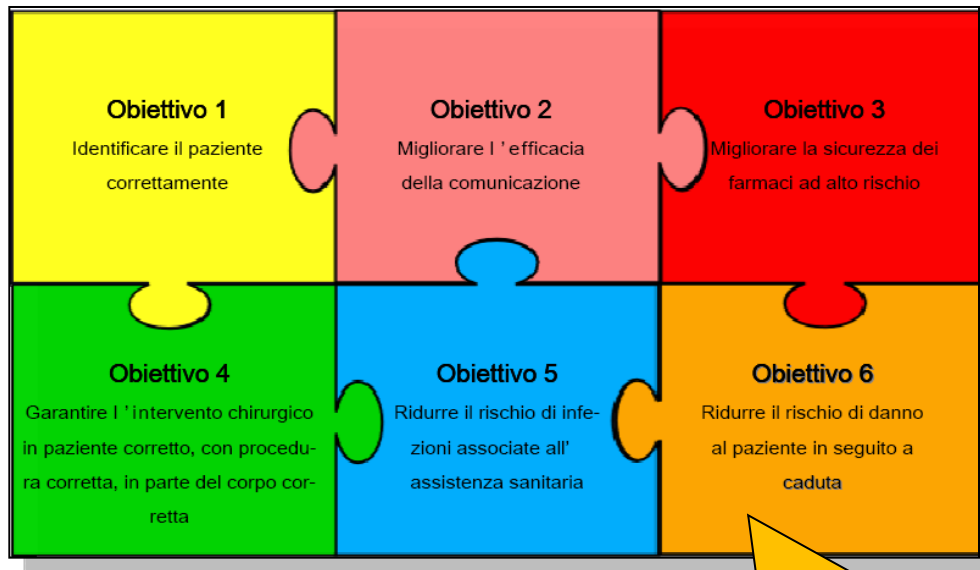 Obiettivo 1
Identificare il paziente
correttamente
Obiettivo 2
Migliorare l ' efficacia
della comunicazione
Obiettivo 3
Migliorare la sicurezza dei
farmaci ad alto rischio
Obiettivo 4
Garantire l ' intervento chirurgico
in paziente corretto, con procedu-
ra corretta, in parte del corpo cor-
retta
Obiettivo 5
Ridurre il rischio di infe-
zioni associate all'
assistenza sanitaria
Obiettivo 6
Ridurre il rischio di danno
al paziente in seguito a
caduta